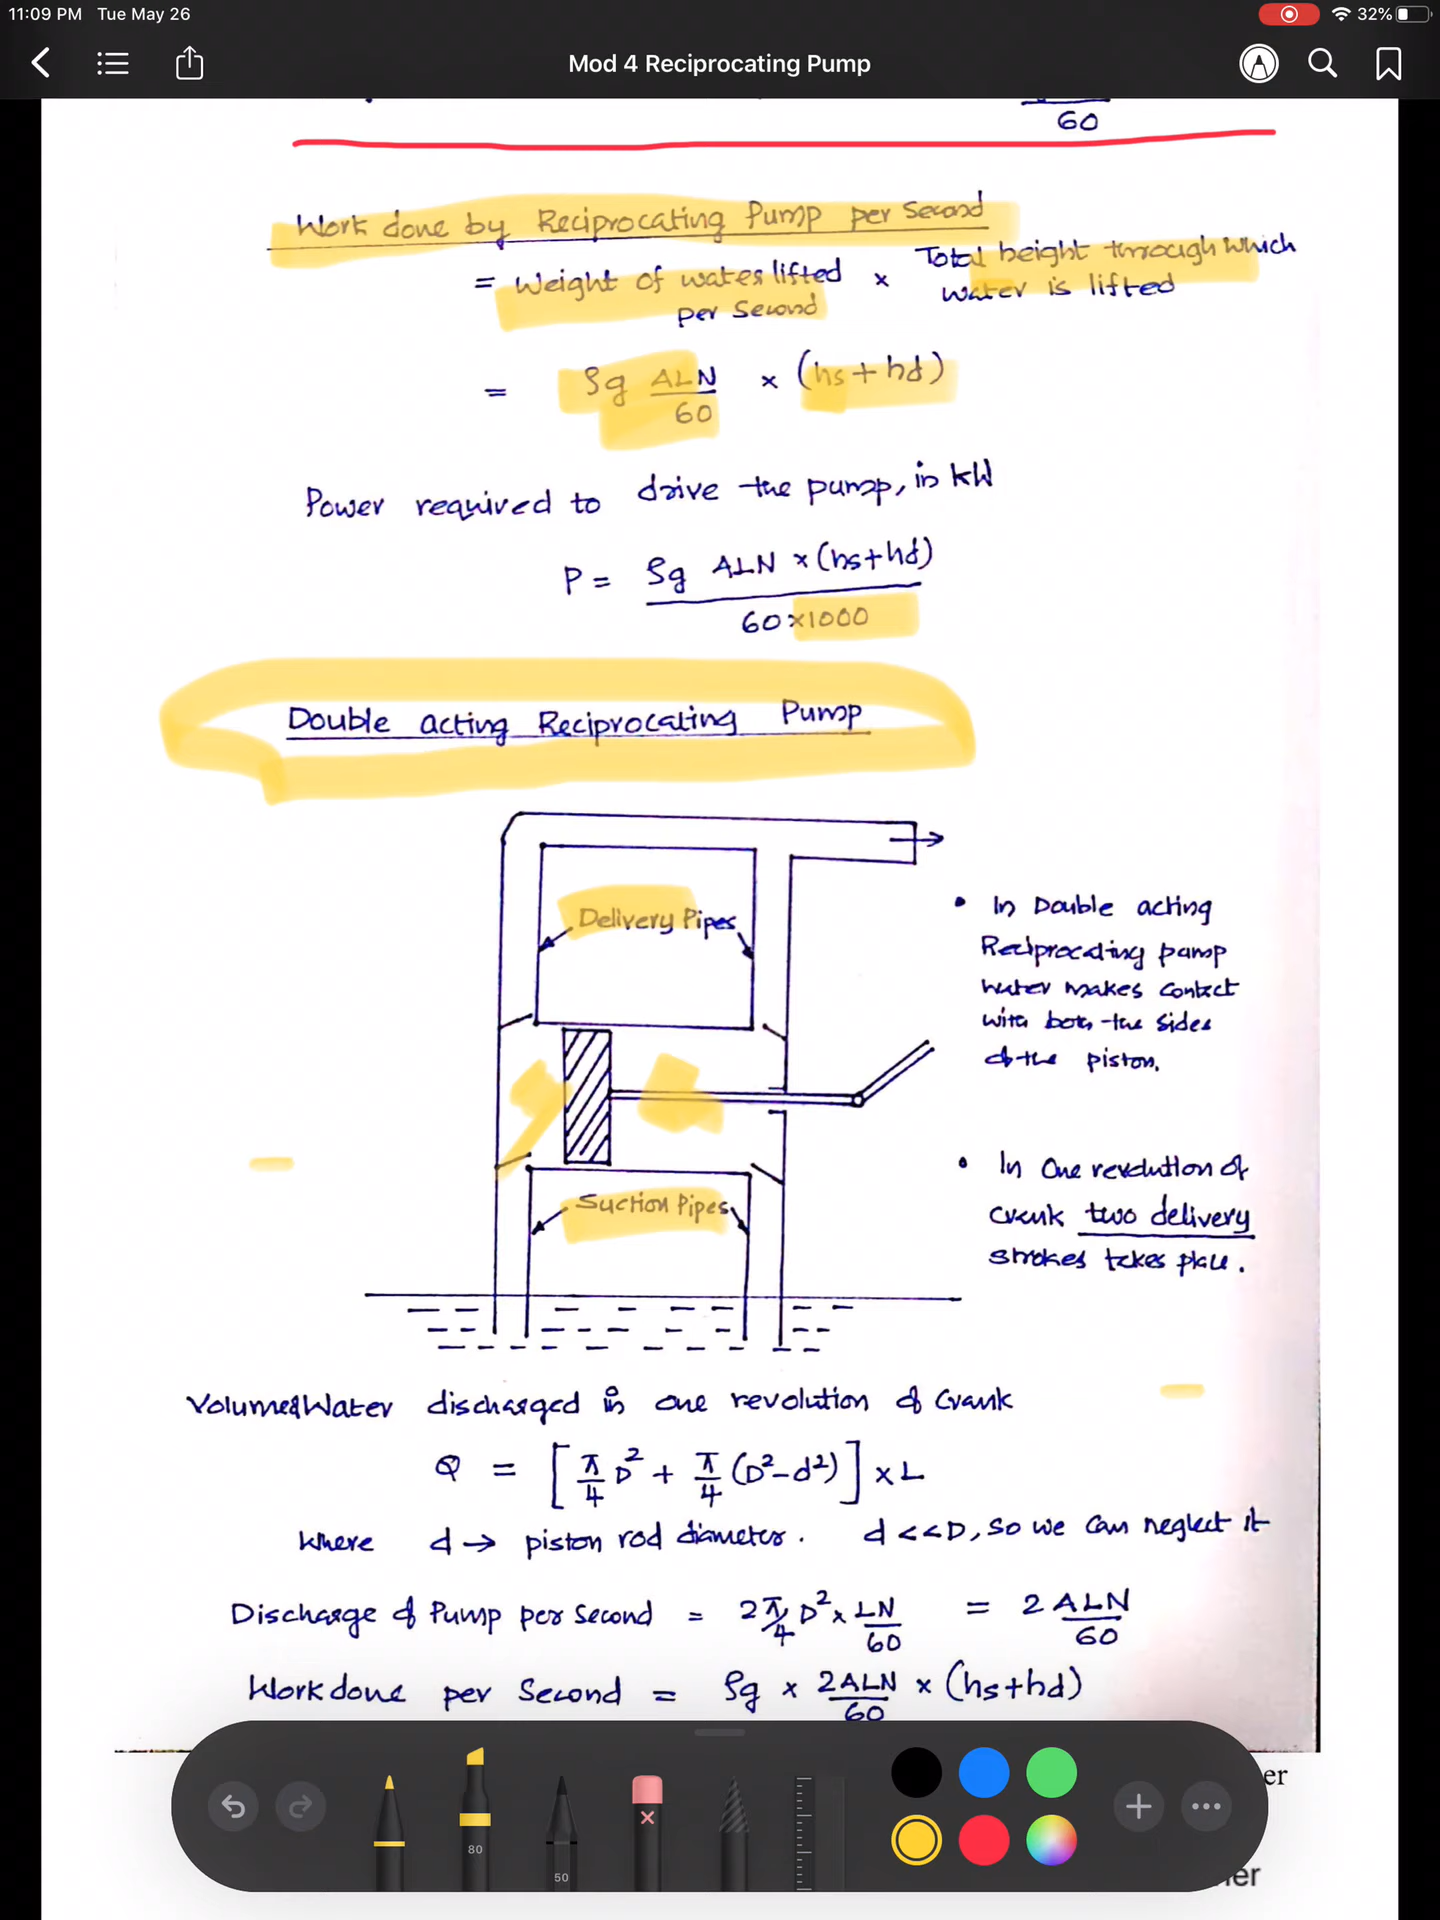 11:09 PM Tue May 26
32%
Mod 4 Reciprocating Pump
60
Work done by Reciprocating Pump per Second
= Weight of water lifted per Second × Total height through which water is lifted
= ρg ALN/60 × (hs+hd)
Power required to drive the pump, in kW
P = ρg ALN × (hs+hd) / 60×1000
Double acting Reciprocating Pump
Delivery Pipes
• In Double acting
Reciprocating pump
water makes contact
with both the sides
of the piston.
Suction Pipes
• In One revolution of
crank two delivery
strokes takes place.
Volume of Water discharged in one revolution of Crank
Q = [π/4 D² + π/4 (D²-d²)] × L
where d → piston rod diameter. d <<D, so we can neglect it
Discharge of Pump per Second = 2 π/4 D² × LN/60 = 2 ALN/60
Work done per Second = ρg × 2ALN/60 × (hs+hd)
er
80
50
er